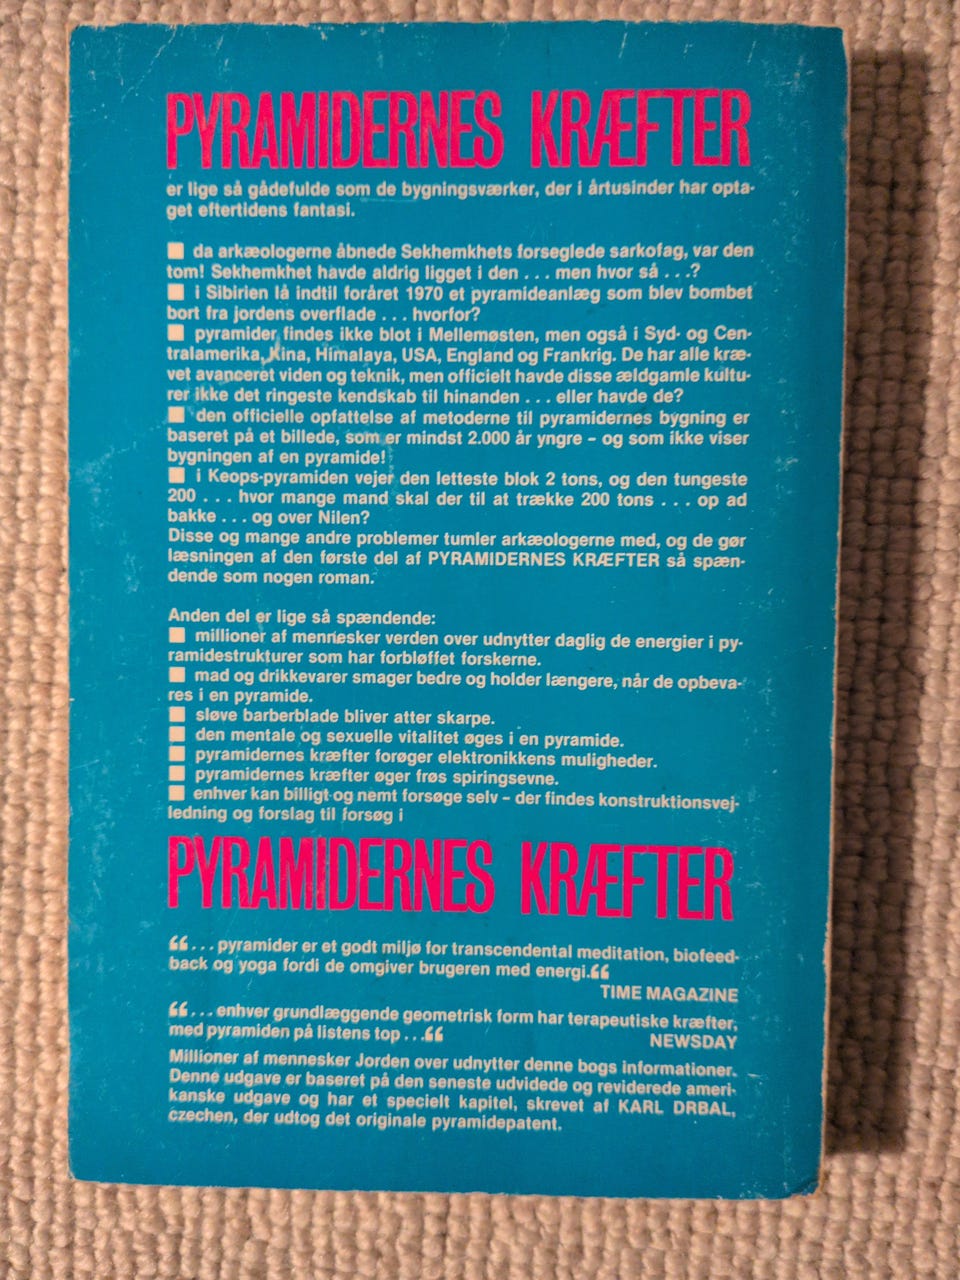 PYRAMIDERNES KRÆFTER
er lige så gådefulde som de bygningsværker, der i årtusinder har opta-
get eftertidens fantasi.
■ da arkæologerne åbnede Sekhemkhets forseglede sarkofag, var den
tom! Sekhemkhet havde aldrig ligget i den . . . men hvor så . . .?
■ i Sibirien lå indtil foråret 1970 et pyramideanlæg som blev bombet
bort fra jordens overflade . . . hvorfor?
■ pyramider findes ikke blot i Mellemøsten, men også i Syd- og Cen-
tralamerika, Kina, Himalaya, USA, England og Frankrig. De har alle kræ-
vet avanceret viden og teknik, men officielt havde disse ældgamle kultu-
rer ikke det ringeste kendskab til hinanden . . . eller havde de?
■ den officielle opfattelse af metoderne til pyramidernes bygning er
baseret på et billede, som er mindst 2.000 år yngre – og som ikke viser
bygningen af en pyramide!
■ i Keops-pyramiden vejer den letteste blok 2 tons, og den tungeste
200 . . . hvor mange mand skal der til at trække 200 tons . . . op ad
bakke . . . og over Nilen?
Disse og mange andre problemer tumler arkæologerne med, og de gør
læsningen af den første del af PYRAMIDERNES KRÆFTER så spæn-
dende som nogen roman.
Anden del er lige så spændende:
■ millioner af mennesker verden over udnytter daglig de energier i py-
ramidestrukturer som har forbløffet forskerne.
■ mad og drikkevarer smager bedre og holder længere, når de opbeva-
res i en pyramide.
■ sløve barberblade bliver atter skarpe.
■ den mentale og sexuelle vitalitet øges i en pyramide.
■ pyramidernes kræfter forøger elektronikkens muligheder.
■ pyramidernes kræfter øger frøs spiringsevne.
■ enhver kan billigt og nemt forsøge selv – der findes konstruktionsvej-
ledning og forslag til forsøg i
PYRAMIDERNES KRÆFTER
“. . . pyramider er et godt miljø for transcendental meditation, biofeed-
back og yoga fordi de omgiver brugeren med energi.“
TIME MAGAZINE
“. . . enhver grundlæggende geometrisk form har terapeutiske kræfter,
med pyramiden på listens top . . .“
NEWSDAY
Millioner af mennesker Jorden over udnytter denne bogs informationer.
Denne udgave er baseret på den seneste udvidede og reviderede ameri-
kanske udgave og har et specielt kapitel, skrevet af KARL DRBAL,
czechen, der udtog det originale pyramidepatent.